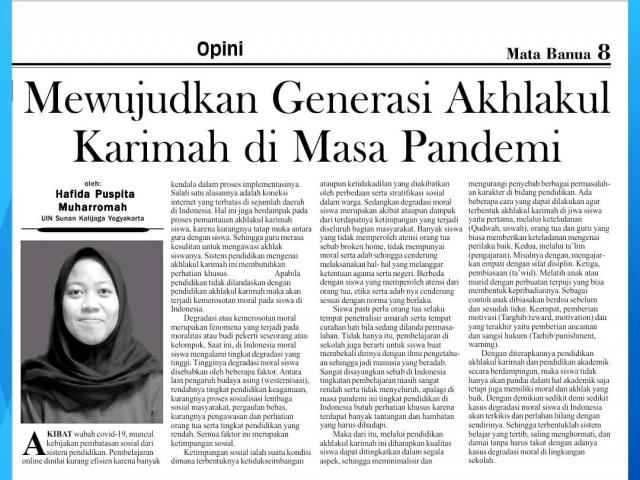 Opini
Mata Banua 8
Mewujudkan Generasi Akhlakul
Karimah di Masa Pandemi
oleh:
Hafida Puspita
Muharromah
UIN Sunan Kalijaga Yogyakarta
AKIBAT wabah covid-19, muncul
kebijakan pembatasan sosial dari
sistem pendidikan. Pembelajaran
online dinilai kurang efisien karena banyak
kendala dalam proses implementasinya.
Salah satu alasannya adalah koneksi
internet yang terbatas di sejumlah daerah
di Indonesia. Hal ini juga berdampak pada
proses pemantauan akhlakul karimah
siswa, karena kurangnya tatap muka antara
guru dengan siswa. Sehingga guru merasa
kesulitan untuk mengawasi akhlak
siswanya. Sistem pendidikan mengenai
akhlakul karimah ini membutuhkan
perhatian khusus. Apabila
pendidikan tidak dilandaskan dengan
pendidikan akhlakul karimah maka akan
terjadi kemerosotan moral pada siswa di
Indonesia.
Degradasi atau kemerosotan moral
merupakan fenomena yang terjadi pada
moralitas atau budi pekerti seseorang atau
kelompok. Saat ini, di Indonesia moral
siswa mengalami tingkat degradasi yang
tinggi. Tingginya degradasi moral siswa
disebabkan oleh beberapa faktor. Antara
lain pengaruh budaya asing (westernisasi),
rendahnya tingkat pendidikan keagamaan,
kurangnya proses sosialisasi lembaga
sosial masyarakat, pergaulan bebas,
kurangnya pengawasan dan perhatian
orang tua serta tingkat pendidikan yang
rendah. Semua faktor ini merupakan
ketimpangan sosial.
Ketimpangan sosial ialah suatu kondisi
dimana terbentuknya ketidakseimbangan
ataupun ketidakadilan yang diakibatkan
oleh perbedaan serta stratifikasi sosial
dalam warga. Sedangkan degradasi moral
siswa merupakan akibat ataupun dampak
dari terdapatnya ketimpangan yang terjadi
diseluruh bagian masyarakat. Banyak siswa
yang tidak memperoleh atensi orang tua
sebab broken home, tidak mempunyai
moral serta adab sehingga cenderung
melaksanakan hal- hal yang melanggar
ketentuan agama serta negeri. Berbeda
dengan siswa yang memperoleh atensi dari
orang tua, etika serta adab nya cenderung
sesuai dengan norma yang berlaku.
Siswa pasti perlu orang tua selaku
tempat penetralisir amarah serta tempat
curahan hati bila sedang dilanda permasa-
lahan. Tidak hanya itu, pembelajaran di
sekolah juga berarti untuk siswa buat
membekali dirinya dengan ilmu pengetahu-
an sehingga jadi manusia yang beradab.
Sangat disayangkan sebab di Indonesia
tingkatan pembelajaran masih sangat
rendah serta tidak menyeluruh, apalagi di
masa pandemi ini tingkat pendidikan di
Indonesia butuh perhatian khusus karena
terdapat banyak tantangan dan hambatan
yang harus dihadapi.
Maka dari itu, melalui pendidikan
akhlakul karimah ini diharapkan kualitas
siswa dapat ditingkatkan dalam segala
aspek, sehingga meminimalisir dan
mengurangi penyebab berbagai permasalah-
an karakter di bidang pendidikan. Ada
beberapa cara yang dapat dilakukan agar
terbentuk akhlakul karimah di jiwa siswa
yaitu pertama, melalui keteladanan
(Qudwah, uswah), orang tua dan guru yang
biasa memberikan keteladanan mengenai
perilaku baik. Kedua, melalui ta'lim
(pengajaran). Misalnya dengan, mengajar-
kan empati dengan sifat disiplin. Ketiga,
pembiasaan (ta'wid). Melatih anak atau
murid dengan perbuatan terpuji yang bisa
membentuk kepribadiannya. Sebagai
contoh anak dibiasakan berdoa sebelum
dan sesudah tidur. Keempat, pemberian
motivasi (Targhib/reward, motivation) dan
yang terakhir yaitu pemberian ancaman
dan sangsi hukum (Tarhib/punishment,
warning).
Dengan diterapkannya pendidikan
akhlakul karimah dan pendidikan akademik
secara berdampingan, maka siswa tidak
hanya akan pandai dalam hal akademik saja
tetapi juga memiliki moral dan akhlak yang
baik. Dengan demikian sedikit demi sedikit
kasus degradasi moral siswa di Indonesia
akan terkikis dan perlahan hilang dengan
sendirinya. Sehingga terbentuklah sistem
belajar yang tertib, saling menghormati, dan
damai tanpa harus takut dengan adanya
kasus degradasi moral di lingkungan
sekolah.